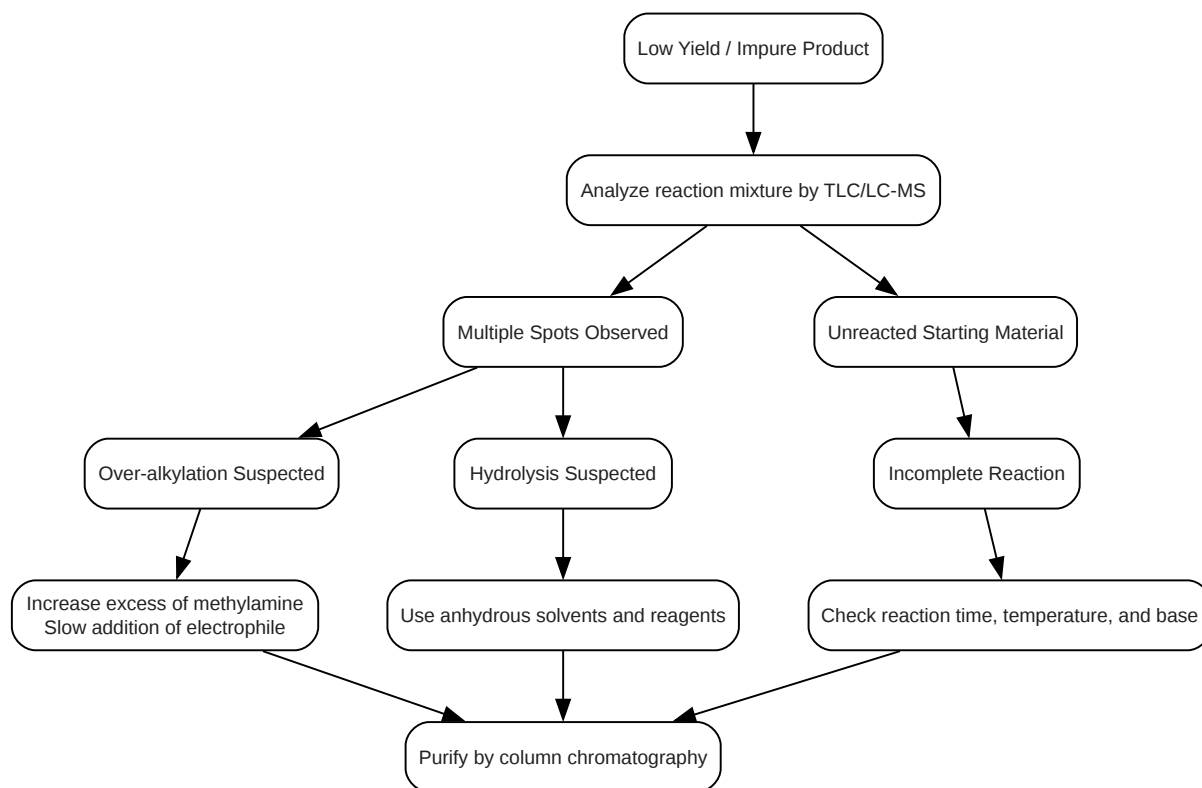 Low Yield / Impure Product
Analyze reaction mixture by TLC/LC-MS
Multiple Spots Observed
Unreacted Starting Material
Over-alkylation Suspected
Hydrolysis Suspected
Incomplete Reaction
Increase excess of methylamine
Slow addition of electrophile
Use anhydrous solvents and reagents
Check reaction time, temperature, and base
Purify by column chromatography